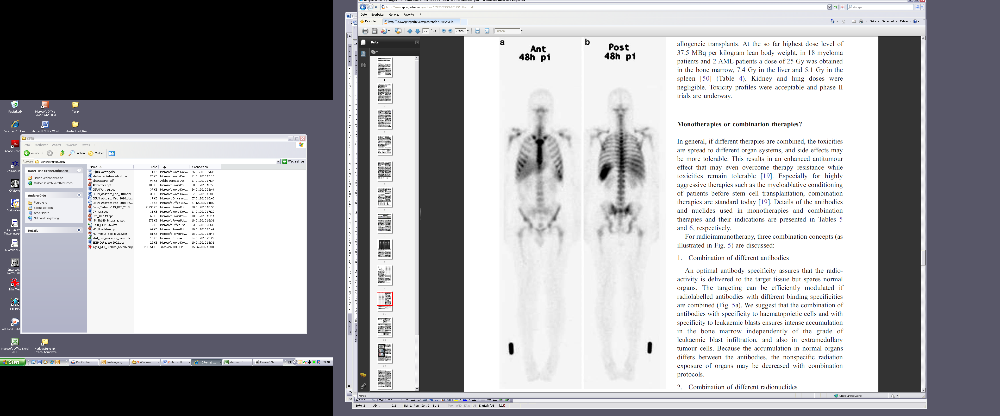 Papierkorb
Microsoft Office
PowerPoint 2003
Temp
Internet Explorer
Microsoft Office Word
mztestupload_files
Adobe Read
AQNetClie
CVViewer
FusionView
ID DIACOS
Musterintegra
ID Grouper C
Interactiv
Netter-Atl
IrfanView
LAURIS
LORENZO RADC
Microsoft Office Excel
2003
Verknüpfung mit
Kostenübernahme
CERN
Datei Bearbeiten Ansicht Favoriten Extras ?
Zurück Suchen Ordner
Adresse R:\Forschung\CERN Wechseln zu
Datei- und Ordneraufgaben
Neuen Ordner erstellen
Ordner im Web veröffentlichen
Andere Orte
Forschung
Eigene Dateien
Arbeitsplatz
Netzwerkumgebung
Details
Name Größe Typ Geändert am
~$RN Vortrag.doc 1 KB Microsoft Word-Dok... 25.01.2010 09:32
abstract-miederer-short.doc 23 KB Microsoft Word-Dok... 11.01.2010 12:10
abstractsPdf.pdf 94 KB Adobe Acrobat Doc... 11.01.2010 17:37
Alphatrack.ppt 183 KB Microsoft PowerPoi... 20.01.2010 18:53
CERN Vortrag.doc 37 KB Microsoft Word-Dok... 24.01.2010 23:44
CERN_Abstract_Feb_2010.doc 35 KB Microsoft Word-Dok... 07.01.2010 11:00
CERN_Abstract_Feb_2010.docx 17 KB Microsoft Office Wo... 07.01.2010 10:48
CERN_Abstract_Feb_2010_ra... 18 KB Microsoft Office Wo... 31.12.2009 14:09
Cern_Terbium-149_RIT_2010... 2.738 KB Microsoft PowerPoi... 20.01.2010 18:53
CV_kurz.doc 31 KB Microsoft Word-Dok... 11.01.2010 17:20
Exp_Tb-149.ppt 69 KB Microsoft PowerPoi... 18.01.2010 13:44
KM_Tb149_Rituximab.ppt 375 KB Microsoft PowerPoi... 18.01.2010 16:31
LD50_HUM195.xlsx 9 KB Microsoft Office Exc... 03.01.2010 20:36
MC_Überleben.ppt 64 KB Microsoft PowerPoi... 18.01.2010 13:44
MC_versus_Exp_Bi-213.ppt 81 KB Microsoft PowerPoi... 18.01.2010 13:44
Mird_zev_residence_times.xls 18 KB Microsoft Excel-Arb... 24.01.2010 23:22
SEER Database 2002.doc 29 KB Microsoft Word-Dok... 19.01.2010 18:31
Agos_NHL_Firstline_zevalin.bmp 23.251 KB IrfanView BMP File 15.06.2009 11:01
Start RadCentre -... Posteingang ... 3 Windows... 2 Microsoft... Internet ... Microsoft Ex... Einsele^Nico... DE 09:40
http://www.springerlink.com/content/d723052430h10173/fulltext.pdf - Windows Internet Explorer
http://www.springerlink.com/content/d723052430h10173/fulltext.pdf Google
Datei Bearbeiten Gehe zu Favoriten ?
Favoriten http://www.springerlink.com/content/d723052430h1... Seite Sicherheit Extras
10 / 15 175% Suchen
Seiten
1
2
3
4
5
6
7
8
9
10
11
12
a
Ant
48h pi
b
Post
48h pi
allogeneic transplants. At the so far highest dose level of
37.5 MBq per kilogram lean body weight, in 18 myeloma
patients and 2 AML patients a dose of 25 Gy was obtained
in the bone marrow, 7.4 Gy in the liver and 5.1 Gy in the
spleen [50] (Table 4). Kidney and lung doses were
negligible. Toxicity profiles were acceptable and phase II
trials are underway.
Monotherapies or combination therapies?
In general, if different therapies are combined, the toxicities
are spread to different organ systems, and side effects may
be more tolerable. This results in an enhanced antitumour
effect that may even overcome therapy resistance while
toxicities remain tolerable [19]. Especially for highly
aggressive therapies such as the myeloablative conditioning
of patients before stem cell transplantation, combination
therapies are standard today [19]. Details of the antibodies
and nuclides used in monotherapies and combination
therapies and their indications are presented in Tables 5
and 6, respectively.
For radioimmunotherapy, three combination concepts (as
illustrated in Fig. 5) are discussed:
1. Combination of different antibodies
An optimal antibody specificity assures that the radio-
activity is delivered to the target tissue but spares normal
organs. The targeting can be efficiently modulated if
radiolabelled antibodies with different binding specificities
are combined (Fig. 5a). We suggest that the combination of
antibodies with specificity to haematopoietic cells and with
specificity to leukaemic blasts ensures intense accumulation
in the bone marrow independently of the grade of
leukaemic blast infiltration, and also in extramedullary
tumour cells. Because the accumulation in normal organs
differs between the antibodies, the nonspecific radiation
exposure of organs may be decreased with combination
protocols.
2. Combination of different radionuclides
Fertig Unbekannte Zone
Seite 2 Ab 1 2/2 Bei 11,7 cm Ze 12 Sp 1 MAK ÄND ERW ÜB Englisch (US